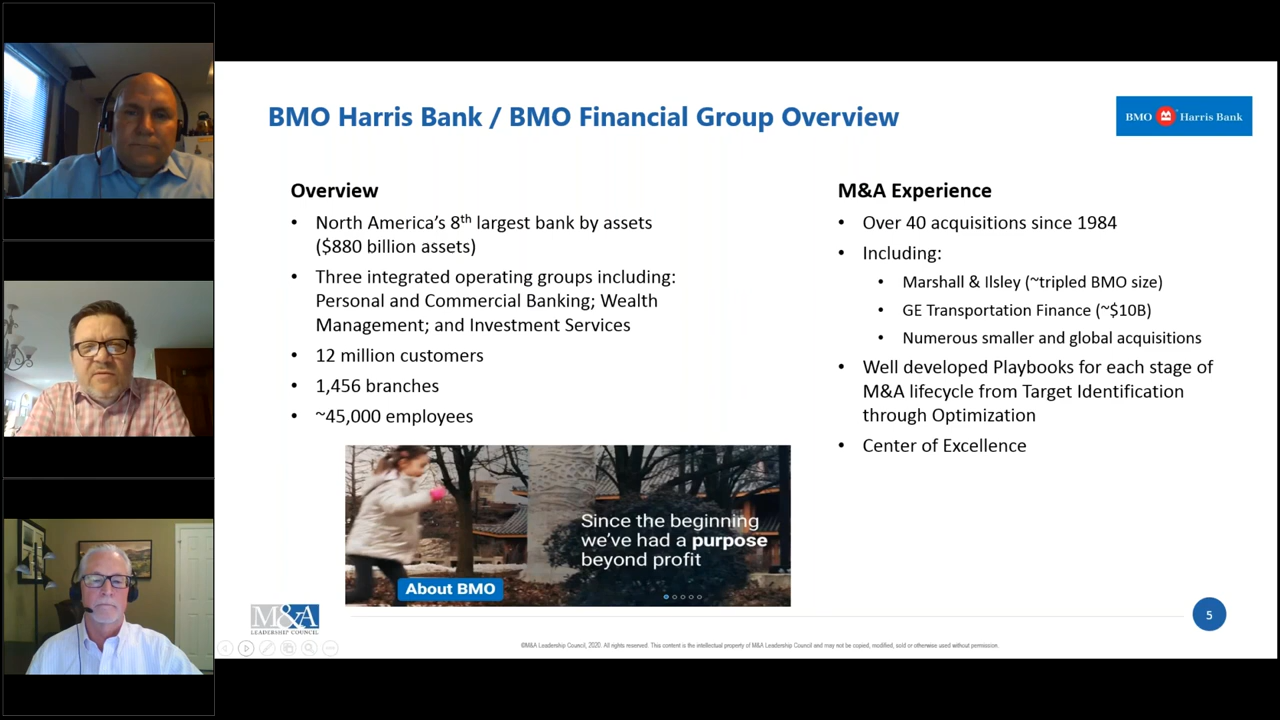 BMO Harris Bank / BMO Financial Group Overview
BMO Harris Bank
Overview
• North America's 8th largest bank by assets
($880 billion assets)
• Three integrated operating groups including:
Personal and Commercial Banking; Wealth
Management; and Investment Services
• 12 million customers
• 1,456 branches
• ~45,000 employees
M&A Experience
• Over 40 acquisitions since 1984
• Including:
• Marshall & Ilsley (~tripled BMO size)
• GE Transportation Finance (~$10B)
• Numerous smaller and global acquisitions
• Well developed Playbooks for each stage of
M&A lifecycle from Target Identification
through Optimization
• Center of Excellence
Since the beginning
we've had a purpose
beyond profit
About BMO
M&A
LEADERSHIP COUNCIL
5
©M&A Leadership Council, 2020. All rights reserved. This content is the intellectual property of M&A Leadership Council and may not be copied, modified, sold or otherwise used without permission.